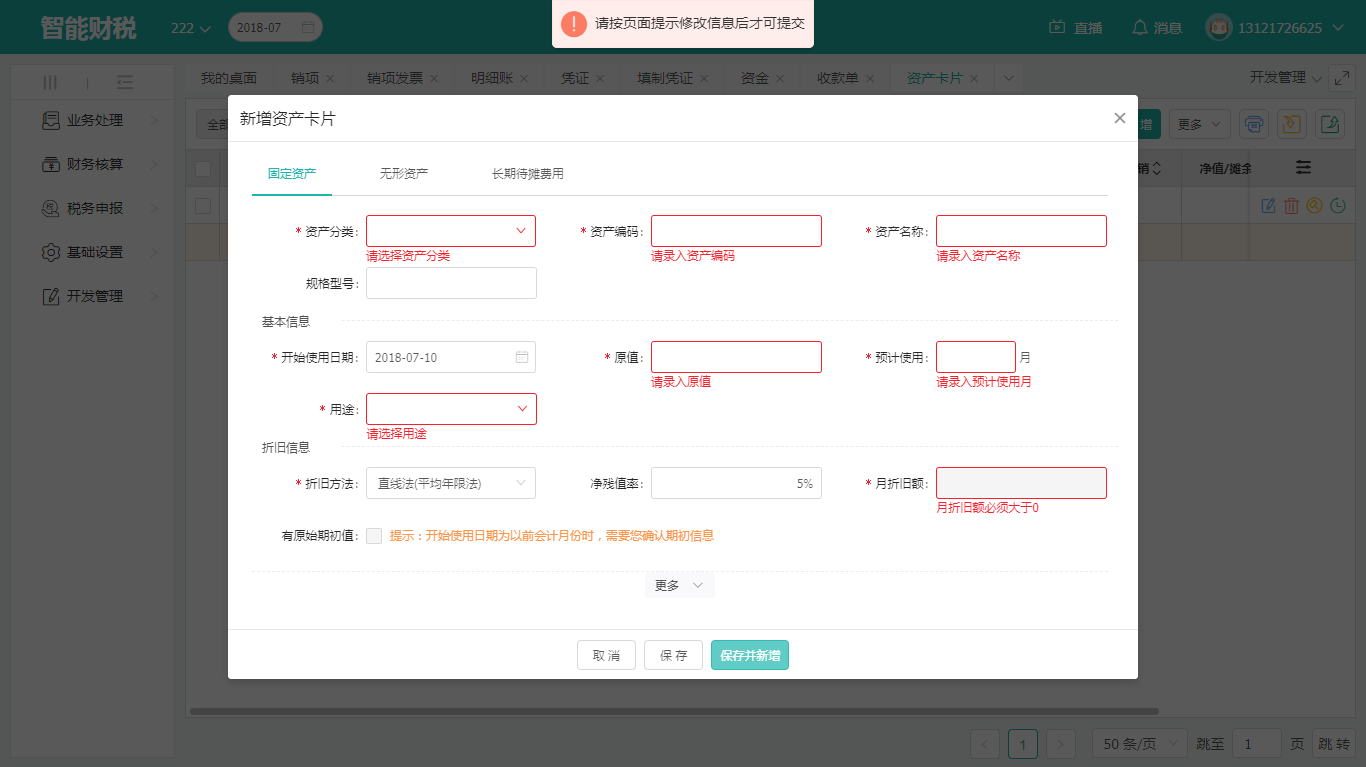 智能财税
222
2018-07
请按页面提示修改信息后才可提交
直播
消息
13121726625
我的桌面
销项
销项发票
明细账
凭证
填制凭证
资金
收款单
资产卡片
开发管理
业务处理
财务核算
税务申报
基础设置
开发管理
全部
增
更多
销
净值/摊余
新增资产卡片
固定资产
无形资产
长期待摊费用
* 资产分类:
请选择资产分类
* 资产编码:
请录入资产编码
* 资产名称:
请录入资产名称
规格型号:
基本信息
* 开始使用日期:
2018-07-10
* 原值:
请录入原值
* 预计使用:
月
请录入预计使用月
* 用途:
请选择用途
折旧信息
* 折旧方法:
直线法(平均年限法)
净残值率:
5%
* 月折旧额:
月折旧额必须大于0
有原始期初值:
提示：开始使用日期为以前会计月份时，需要您确认期初信息
更多
取 消
保 存
保存并新增
1
50 条/页
跳至
1
页
跳 转